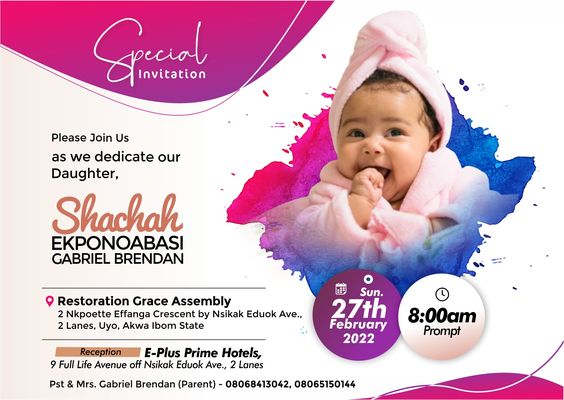 Special
Invitation
Please Join Us
as we dedicate our
Daughter,
Shachah
EKPONOABASI
GABRIEL BRENDAN
Restoration Grace Assembly
2 Nkpoette Effanga Crescent by Nsikak Eduok Ave.,
2 Lanes, Uyo, Akwa Ibom State
Reception E-Plus Prime Hotels,
9 Full Life Avenue off Nsikak Eduok Ave., 2 Lanes
Pst & Mrs. Gabriel Brendan (Parent) - 08068413042, 08065150144
Sun.
27th
February
2022
8:00am
Prompt